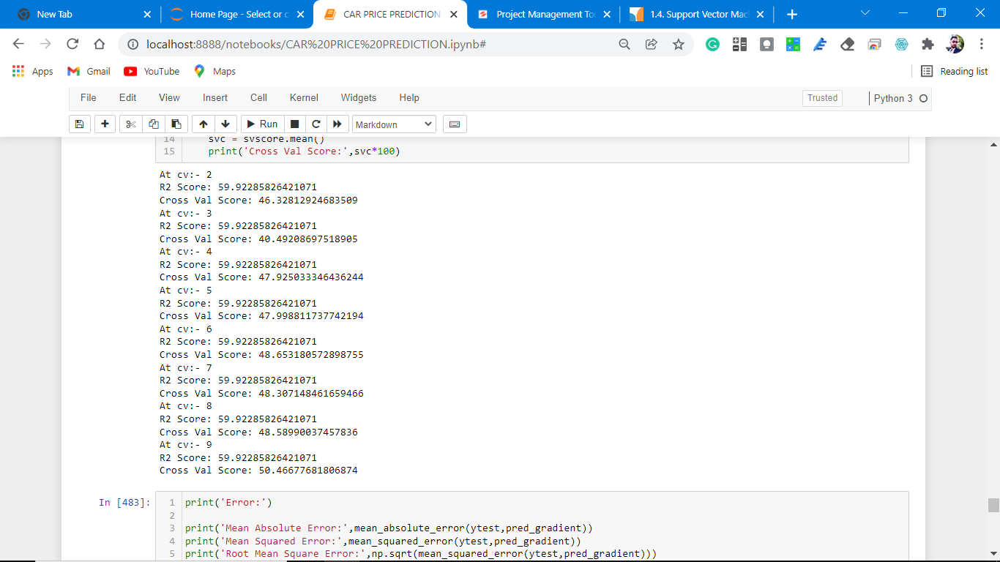 New Tab
Home Page - Select or c
CAR PRICE PREDICTION
Project Management To
1.4. Support Vector Mac
localhost:8888/notebooks/CAR%20PRICE%20PREDICTION.ipynb#
Apps Gmail YouTube Maps Reading list
File Edit View Insert Cell Kernel Widgets Help Trusted Python 3
Run Markdown
14 svc = svscore.mean()
15 print('Cross Val Score:',svc*100)
At cv:- 2
R2 Score: 59.92285826421071
Cross Val Score: 46.32812924683509
At cv:- 3
R2 Score: 59.92285826421071
Cross Val Score: 40.49208697518905
At cv:- 4
R2 Score: 59.92285826421071
Cross Val Score: 47.925033346436244
At cv:- 5
R2 Score: 59.92285826421071
Cross Val Score: 47.998811737742194
At cv:- 6
R2 Score: 59.92285826421071
Cross Val Score: 48.653180572898755
At cv:- 7
R2 Score: 59.92285826421071
Cross Val Score: 48.307148461659466
At cv:- 8
R2 Score: 59.92285826421071
Cross Val Score: 48.58990037457836
At cv:- 9
R2 Score: 59.92285826421071
Cross Val Score: 50.46677681806874
In [483]: 1 print('Error:')
2
3 print('Mean Absolute Error:',mean_absolute_error(ytest,pred_gradient))
4 print('Mean Squared Error:',mean_squared_error(ytest,pred_gradient))
5 print('Root Mean Square Error:',np.sqrt(mean_squared_error(ytest,pred_gradient)))